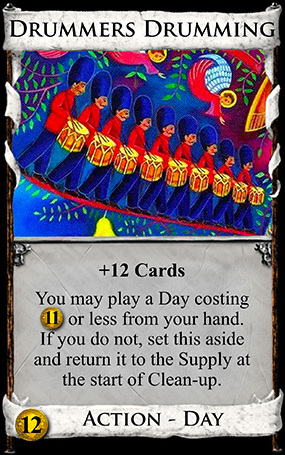 DRUMMERS DRUMMING
+12 Cards
You may play a Day costing
11 or less from your hand.
If you do not, set this aside
and return it to the Supply at
the start of Clean-up.
12 ACTION - DAY